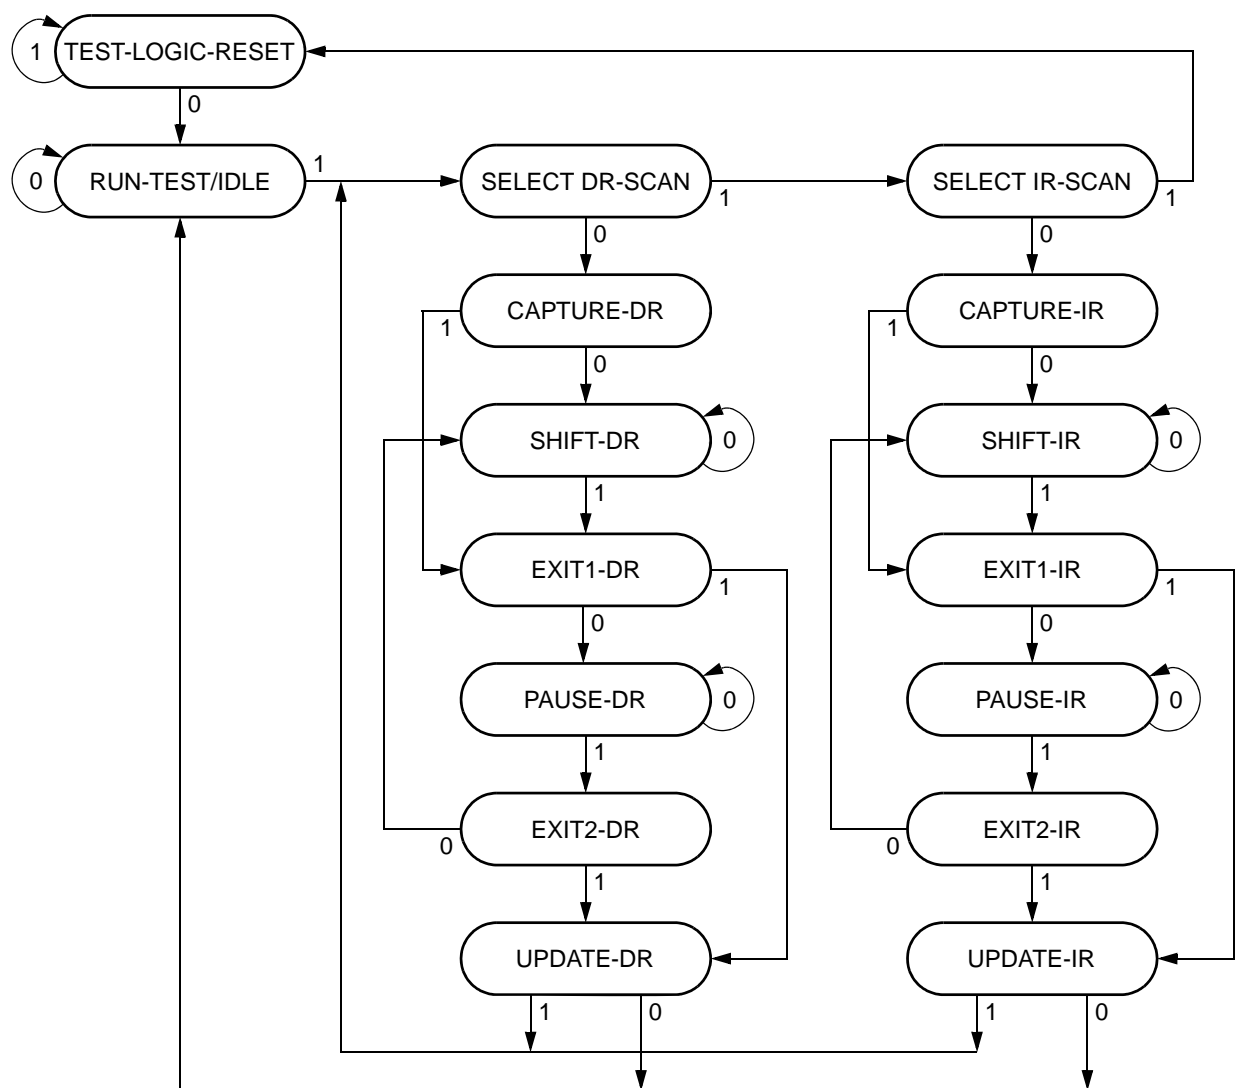 1
TEST-LOGIC-RESET
0
0
RUN-TEST/IDLE
1
SELECT DR-SCAN
1
SELECT IR-SCAN
1
0
0
CAPTURE-DR
1
0
CAPTURE-IR
1
0
SHIFT-DR
0
1
SHIFT-IR
0
1
EXIT1-DR
1
0
EXIT1-IR
1
0
PAUSE-DR
0
1
PAUSE-IR
0
1
EXIT2-DR
0
1
EXIT2-IR
0
1
UPDATE-DR
UPDATE-IR
1
0
1
0